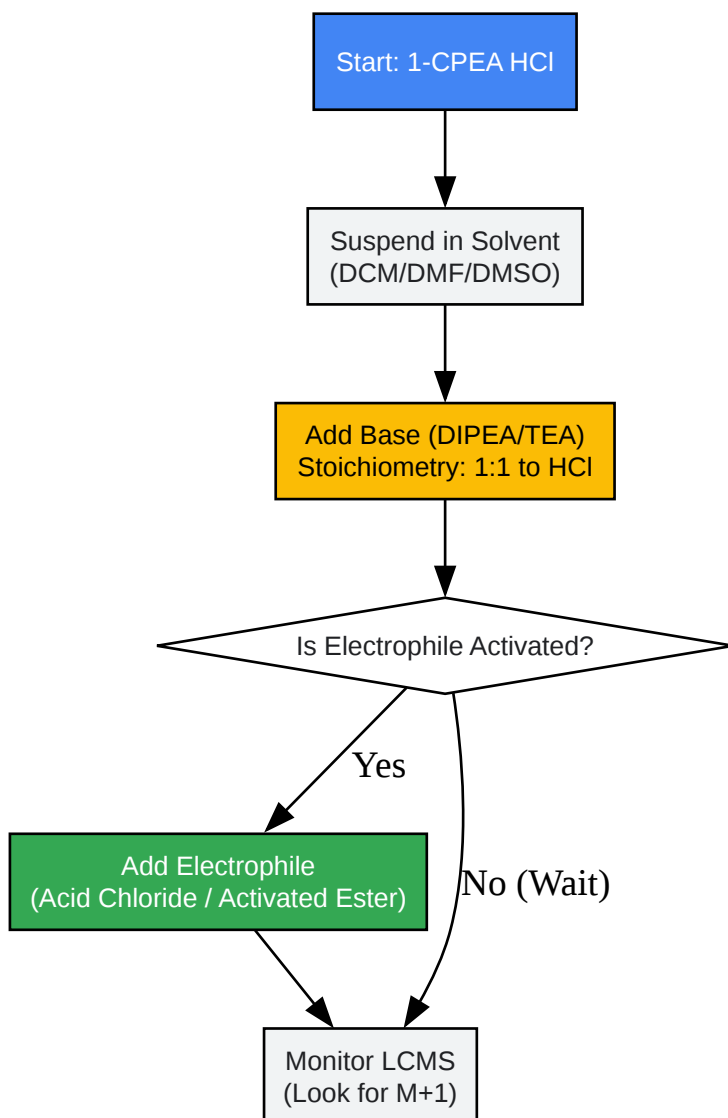 Start: 1-CPEA HCl
Suspend in Solvent
(DCM/DMF/DMSO)
Add Base (DIPEA/TEA)
Stoichiometry: 1:1 to HCl
Is Electrophile Activated?
Yes
Add Electrophile
(Acid Chloride / Activated Ester)
No (Wait)
Monitor LCMS
(Look for M+1)